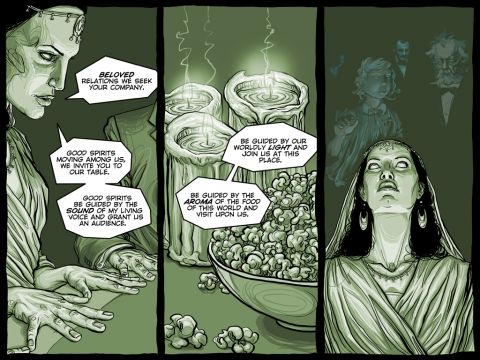 BELOVED
RELATIONS WE SEEK
YOUR COMPANY.
GOOD SPIRITS
MOVING AMONG US,
WE INVITE YOU TO
OUR TABLE.
GOOD SPIRITS
BE GUIDED BY THE
SOUND OF MY LIVING
VOICE AND GRANT US
AN AUDIENCE.
BE GUIDED BY OUR
WORLDLY LIGHT AND
JOIN US AT THIS
PLACE.
BE GUIDED BY THE
AROMA OF THE FOOD
OF THIS WORLD AND
VISIT UPON US.